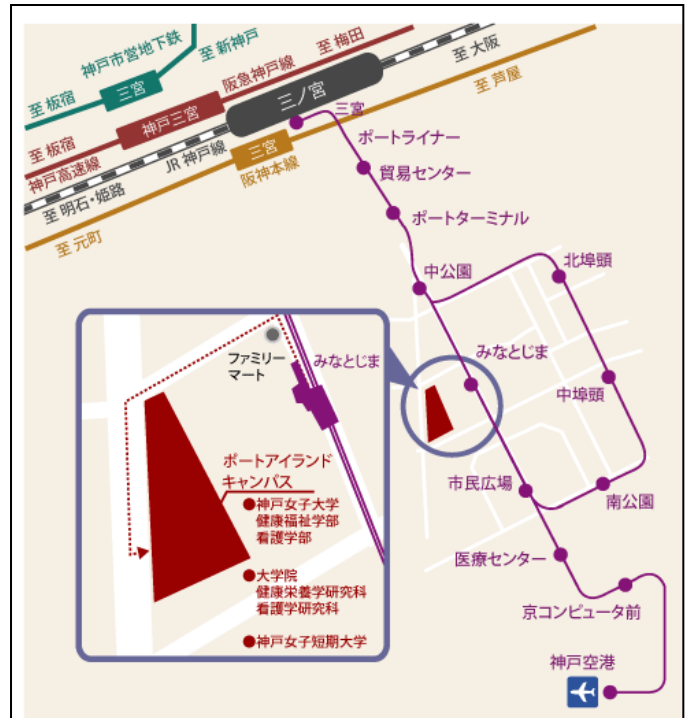 神戸市営地下鉄
至 新神戸
至 梅田
至 大阪
至 板宿
三宮
阪急神戸線
三ノ宮
至 芦屋
至 板宿
神戸三宮
三宮
神戸高速線
JR 神戸線
三宮
阪神本線
至 明石・姫路
至 元町
ポートライナー
貿易センター
ポートターミナル
中公園
北埠頭
みなとじま
中埠頭
市民広場
南公園
医療センター
京コンピュータ前
神戸空港
ファミリー
マート
みなとじま
ポートアイランド
キャンパス
●神戸女子大学
健康福祉学部
看護学部
●大学院
健康栄養学研究科
看護学研究科
●神戸女子短期大学